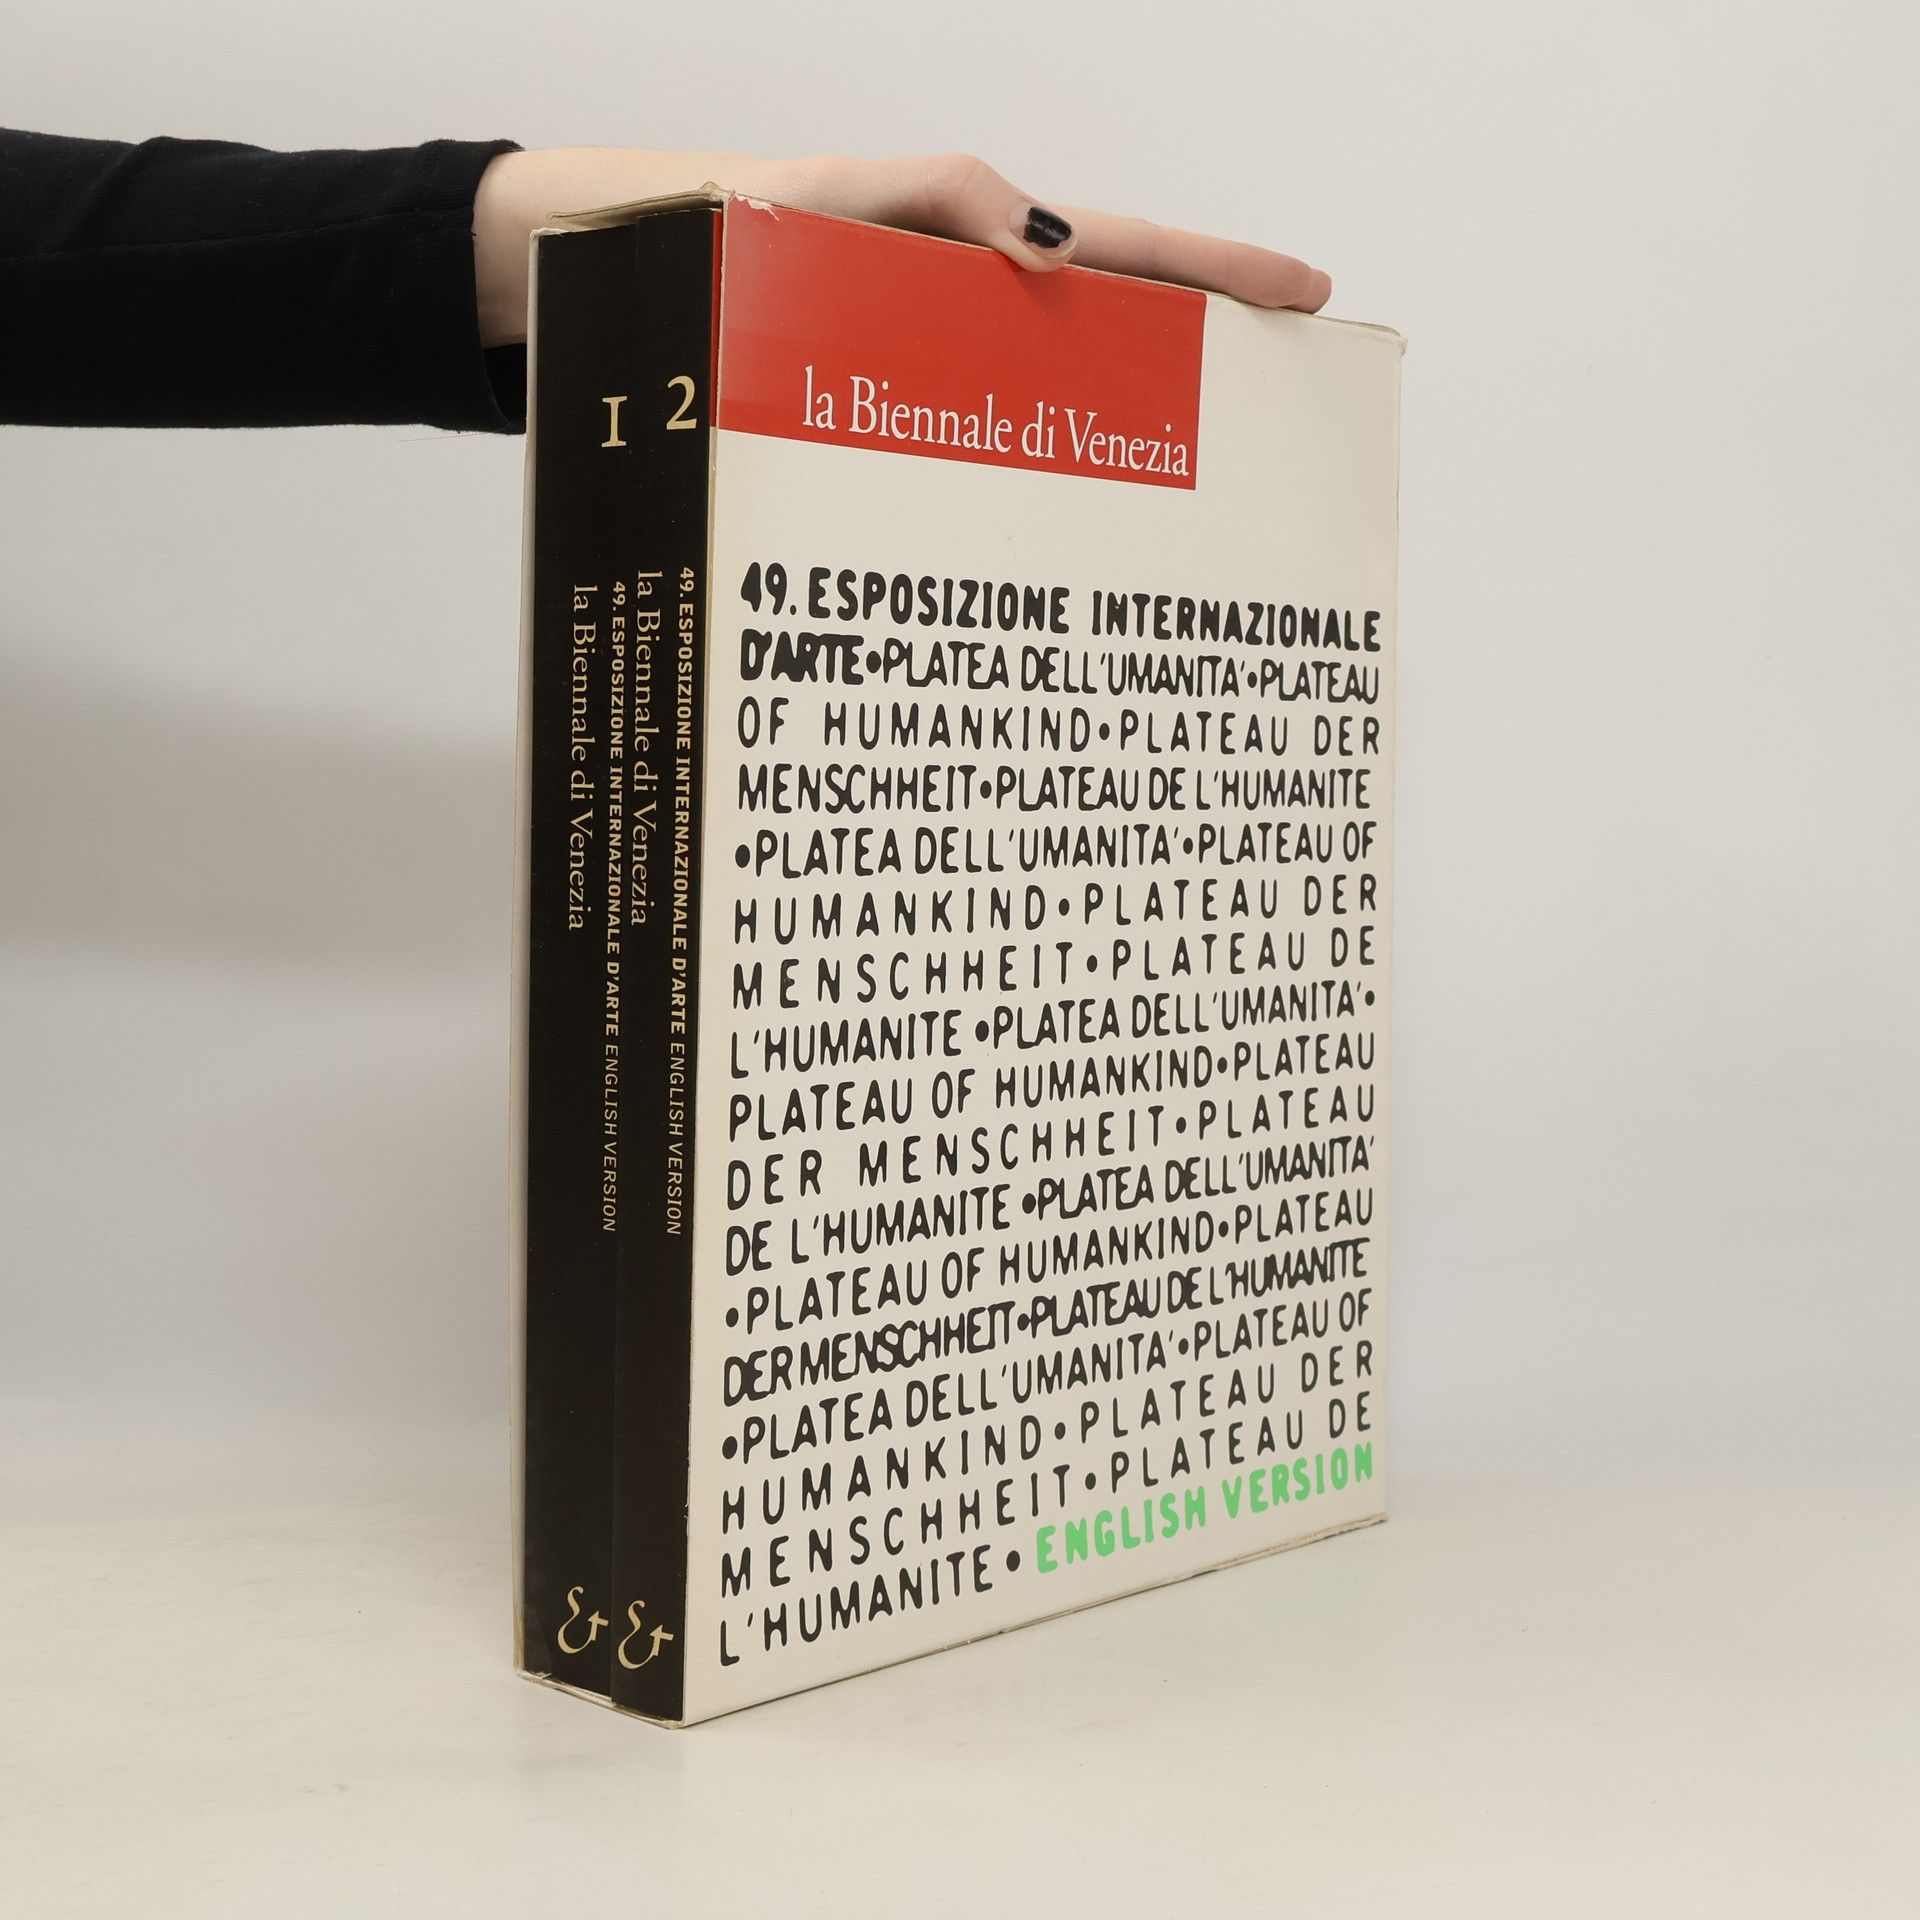 1
la Biennale di Venezia
49. ESPOSIZIONE INTERNAZIONALE D'ARTE ENGLISH VERSION
2
la Biennale di Venezia
49. ESPOSIZIONE INTERNAZIONALE D'ARTE ENGLISH VERSION
la Biennale di Venezia
49. ESPOSIZIONE INTERNAZIONALE
D'ARTE•PLATEA DELL'UMANITA'•PLATEAU
OF HUMANKIND•PLATEAU DER
MENSCHHEIT•PLATEAU DE L'HUMANITE
•PLATEA DELL'UMANITA'•PLATEAU OF
HUMANKIND•PLATEAU DER
MENSCHHEIT•PLATEAU DE
L'HUMANITE •PLATEA DELL'UMANITA'•
PLATEAU OF HUMANKIND•PLATEAU
DER MENSCHHEIT•PLATEAU
DE L'HUMANITE •PLATEA DELL'UMANITA'
•PLATEAU OF HUMANKIND•PLATEAU
DER MENSCHHEIT•PLATEAU DE L'HUMANITE
•PLATEA DELL'UMANITA'•PLATEAU OF
HUMANKIND•PLATEAU DER
MENSCHHEIT•PLATEAU DE
L'HUMANITE • ENGLISH VERSION